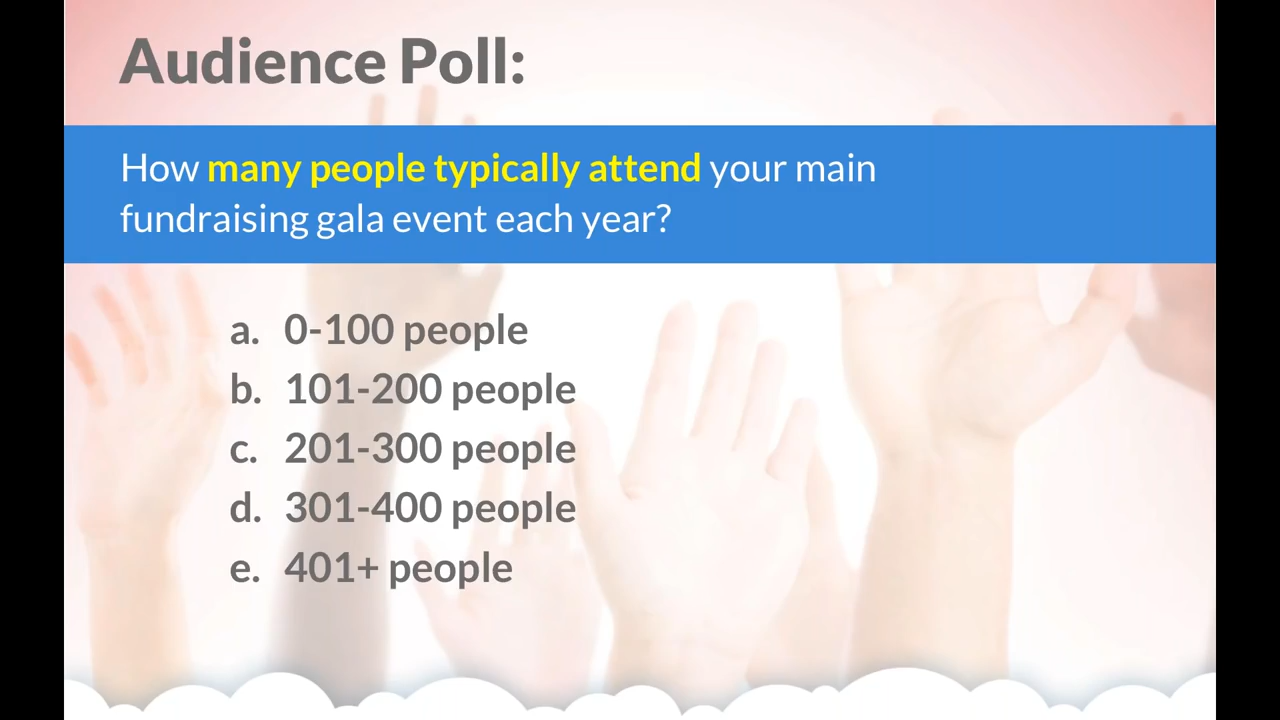 Audience Poll:
How many people typically attend your main
fundraising gala event each year?
a. 0-100 people
b. 101-200 people
c. 201-300 people
d. 301-400 people
e. 401+ people